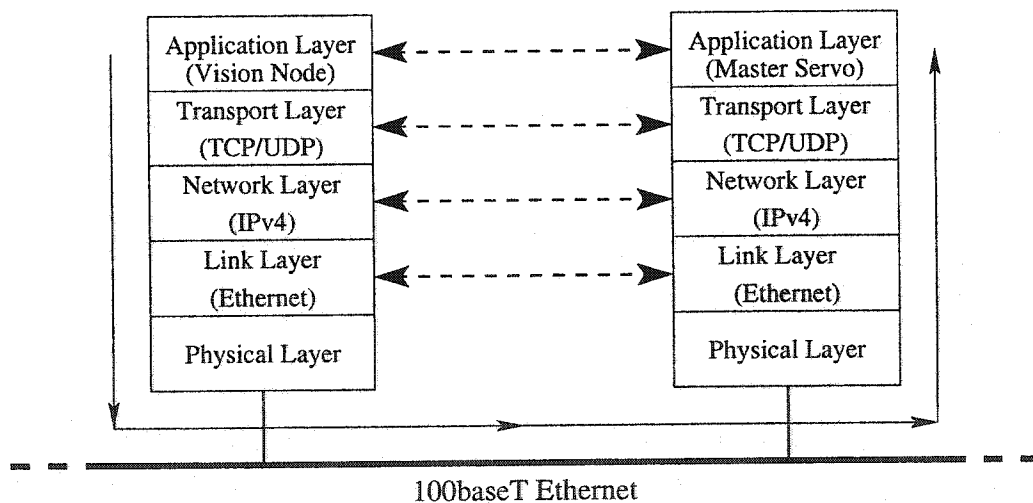 Application Layer
(Vision Node)
Transport Layer
(TCP/UDP)
Network Layer
(IPv4)
Link Layer
(Ethernet)
Physical Layer
Application Layer
(Master Servo)
Transport Layer
(TCP/UDP)
Network Layer
(IPv4)
Link Layer
(Ethernet)
Physical Layer
100baseT Ethernet